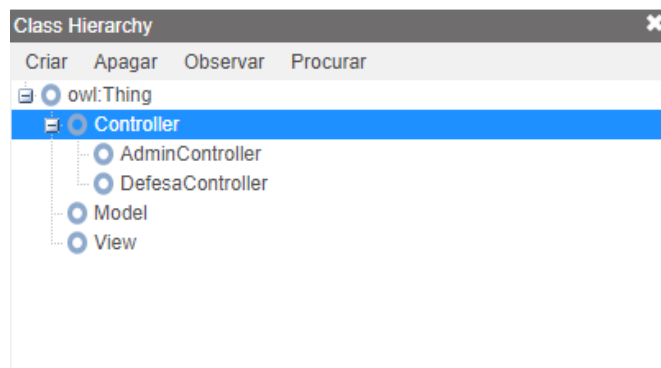 Class Hierarchy
Criar Apagar Observar Procurar
owl:Thing
Controller
AdminController
DefesaController
Model
View